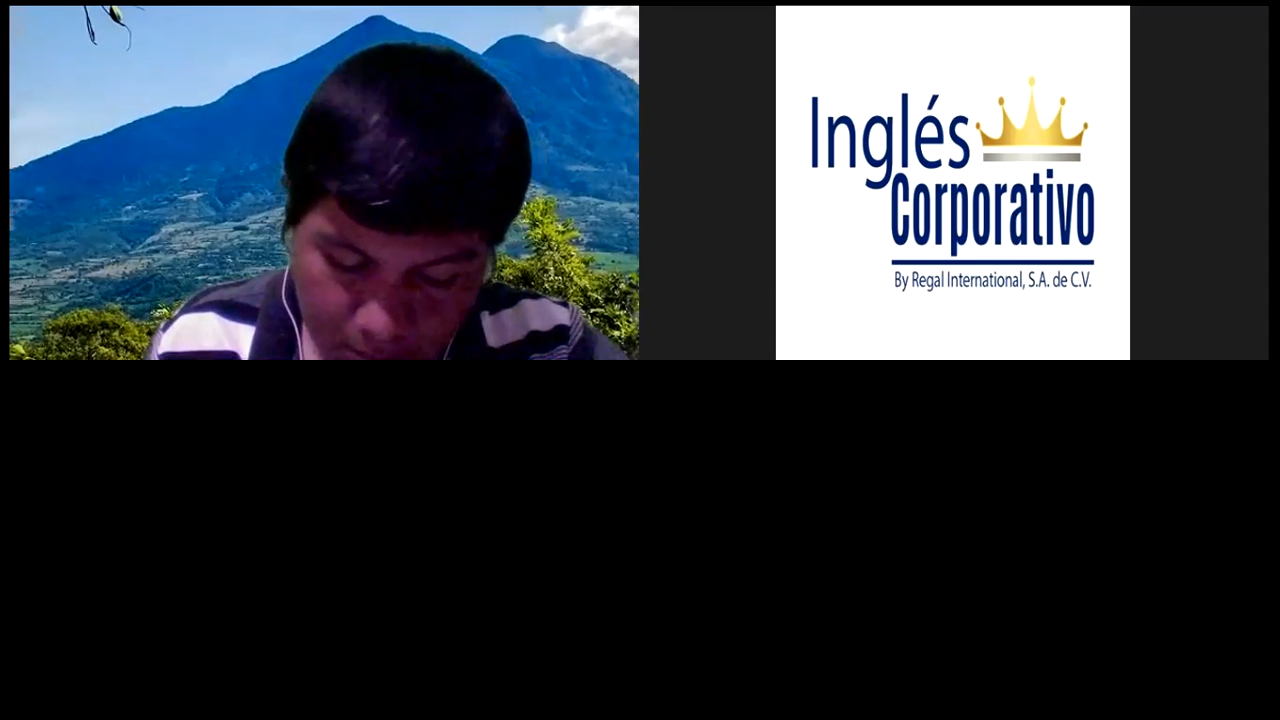 Inglés
Corporativo
By Regal International, S.A. de C.V.